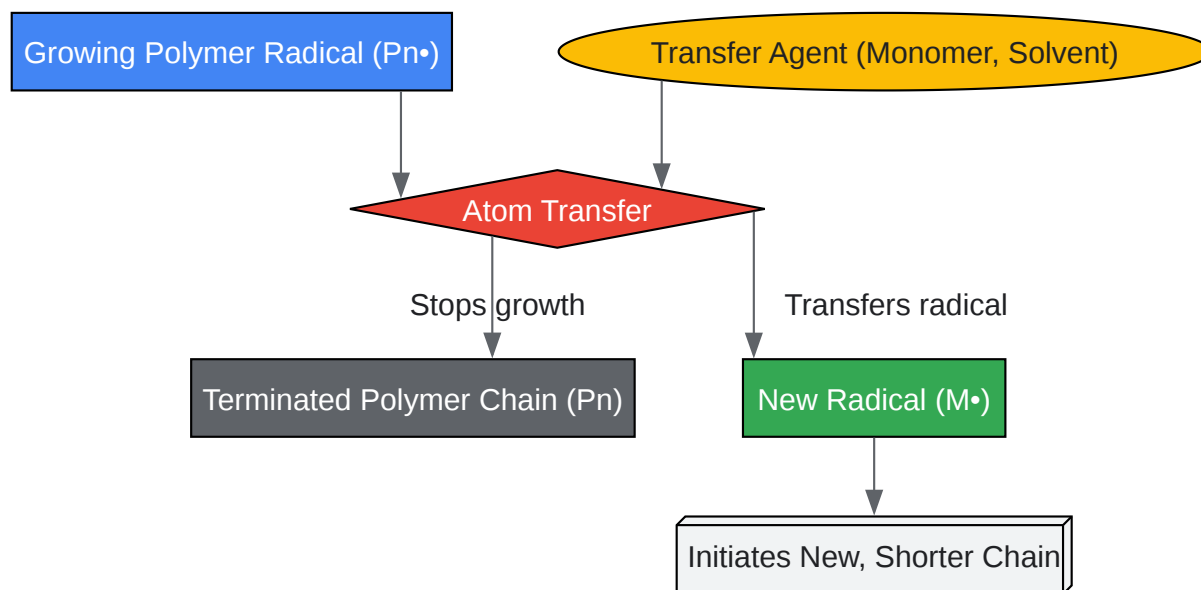 Growing Polymer Radical (Pn•)
Transfer Agent (Monomer, Solvent)
Atom Transfer
Stops growth
Transfers radical
Terminated Polymer Chain (Pn)
New Radical (M•)
Initiates New, Shorter Chain